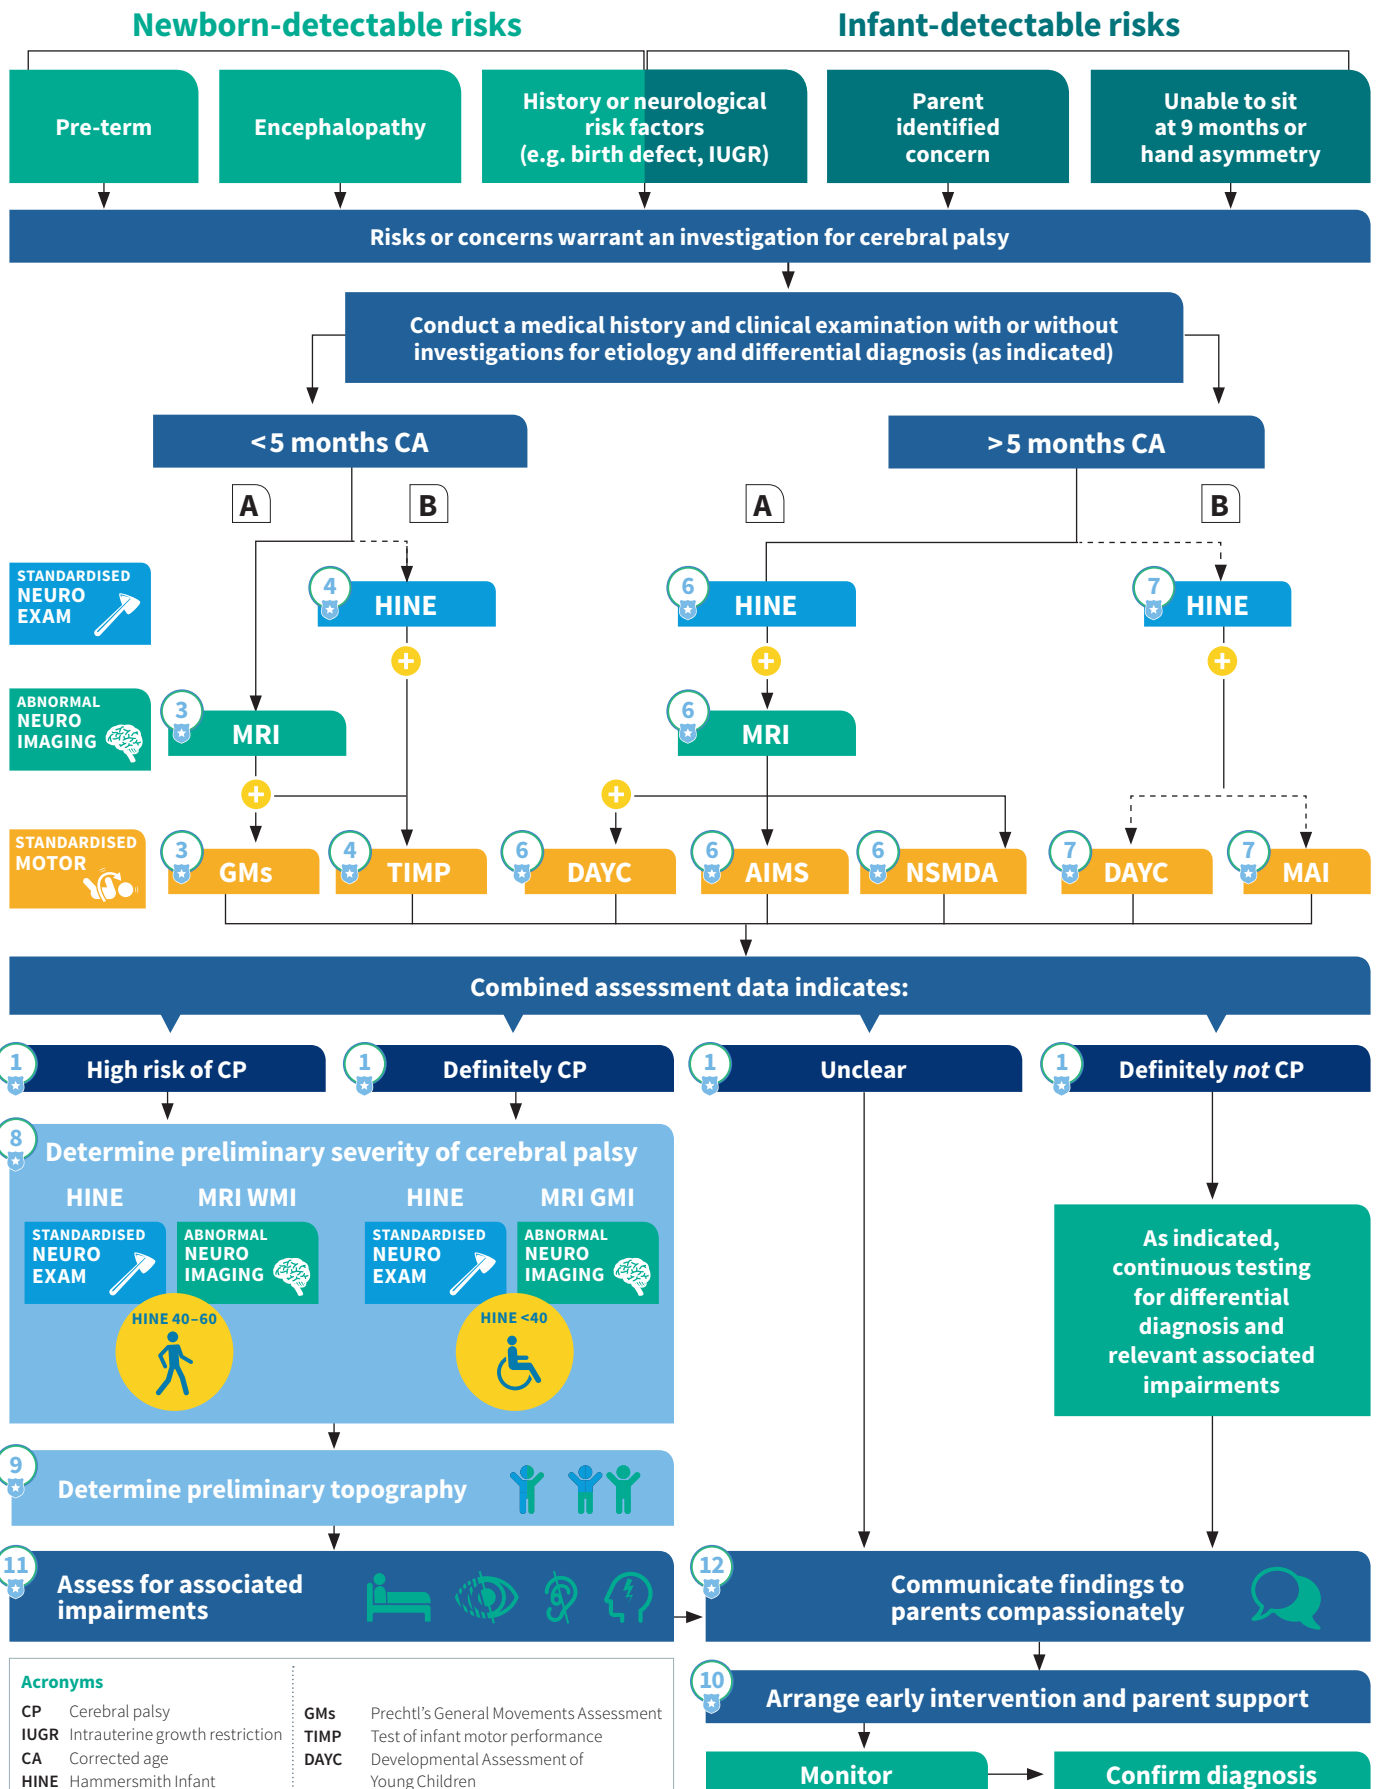 Newborn-detectable risks
Infant-detectable risks
Pre-term
Encephalopathy
History or neurological
risk factors
(e.g. birth defect, IUGR)
Parent
identified
concern
Unable to sit
at 9 months or
hand asymmetry
Risks or concerns warrant an investigation for cerebral palsy
Conduct a medical history and clinical examination with or without
investigations for etiology and differential diagnosis (as indicated)
<5 months CA
>5 months CA
A
B
A
B
STANDARDISED
NEURO
EXAM
4
HINE
6
HINE
7
HINE
ABNORMAL
NEURO
IMAGING
3
MRI
6
MRI
STANDARDISED
MOTOR
3
GMs
4
TIMP
6
DAYC
6
AIMS
6
NSMDA
7
DAYC
7
MAI
Combined assessment data indicates:
1
High risk of CP
1
Definitely CP
1
Unclear
1
Definitely not CP
8
Determine preliminary severity of cerebral palsy
HINE
MRI WMI
HINE
MRI GMI
STANDARDISED
NEURO
EXAM
ABNORMAL
NEURO
IMAGING
STANDARDISED
NEURO
EXAM
ABNORMAL
NEURO
IMAGING
HINE 40–60
HINE <40
As indicated,
continuous testing
for differential
diagnosis and
relevant associated
impairments
9
Determine preliminary topography
11
Assess for associated
impairments
12
Communicate findings to
parents compassionately
10
Arrange early intervention and parent support
Monitor
Confirm diagnosis
Acronyms
CP Cerebral palsy
IUGR Intrauterine growth restriction
CA Corrected age
HINE Hammersmith Infant
GMs Prechtl's General Movements Assessment
TIMP Test of infant motor performance
DAYC Developmental Assessment of
Young Children